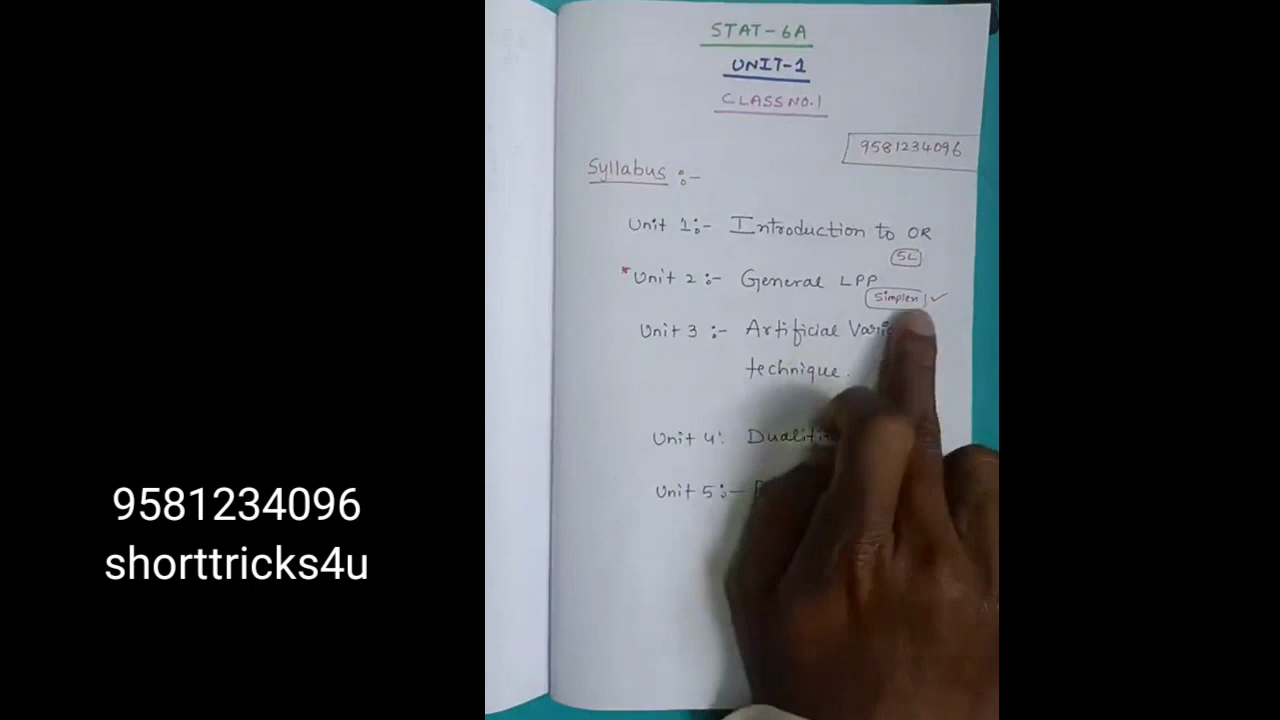 STAT-6A
UNIT-1
CLASS NO.1
9581234096
Syllabus :-
Unit 1:- Introduction to OR
SL
* Unit 2:- General LPP
Simplex ✓
Unit 3:- Artificial
technique.
Unit 4:
Unit 5:-
9581234096
shorttricks4u